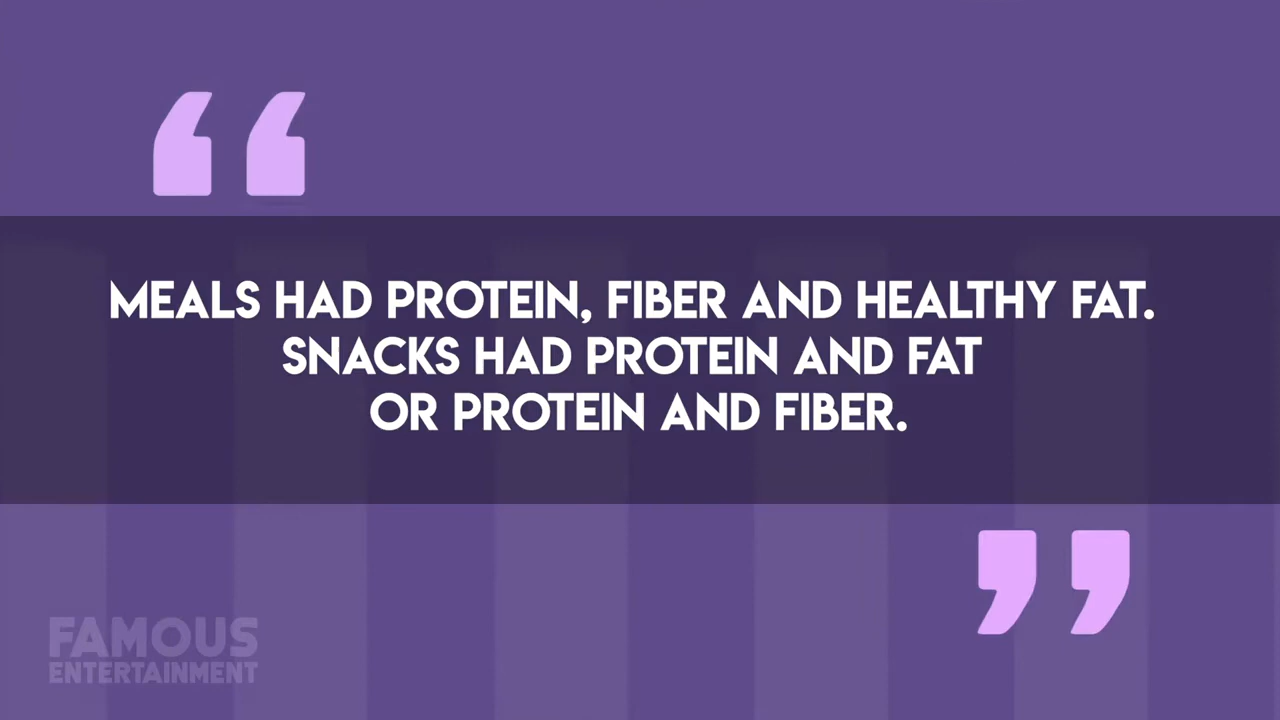 MEALS HAD PROTEIN, FIBER AND HEALTHY FAT.
SNACKS HAD PROTEIN AND FAT
OR PROTEIN AND FIBER.
FAMOUS
ENTERTAINMENT